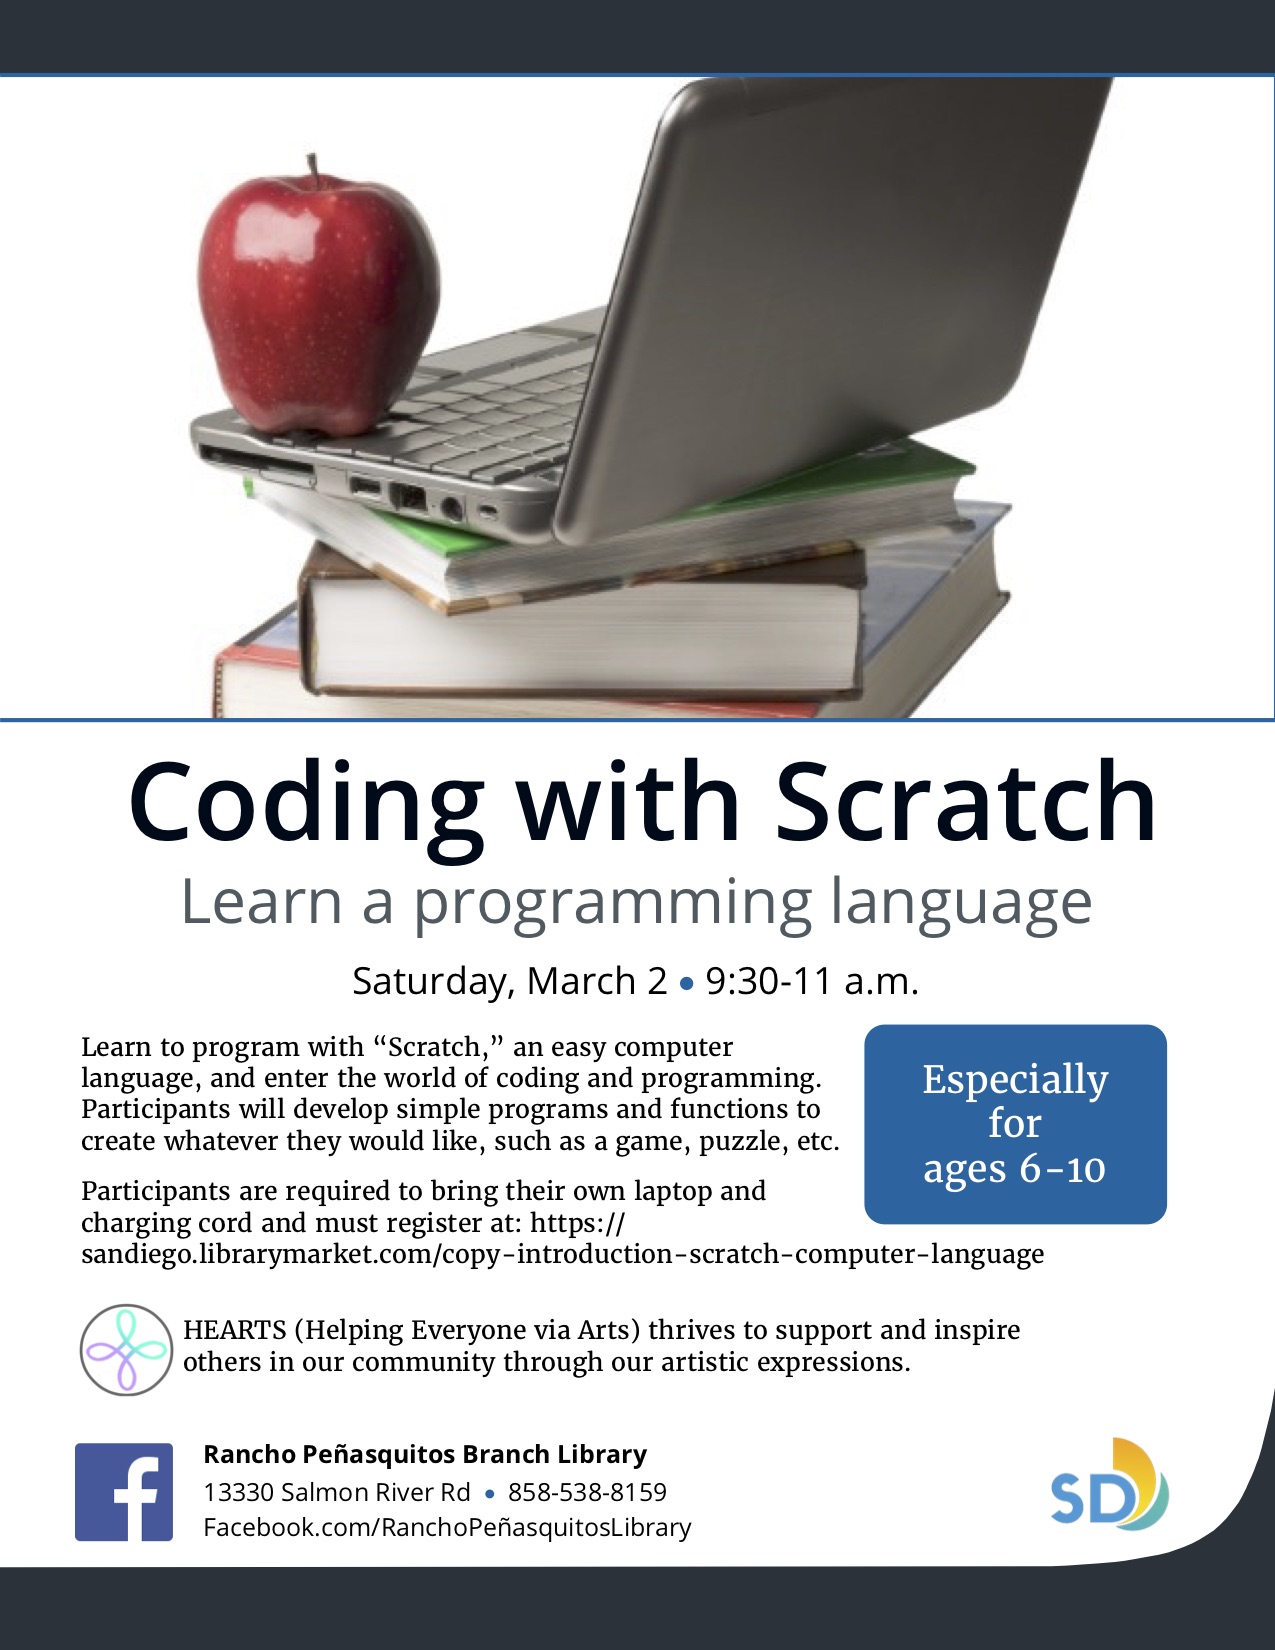 Coding with Scratch
Learn a programming language
Saturday, March 2 • 9:30-11 a.m.
Learn to program with “Scratch,” an easy computer
language, and enter the world of coding and programming.
Participants will develop simple programs and functions to
create whatever they would like, such as a game, puzzle, etc.
Participants are required to bring their own laptop and
charging cord and must register at: https://
sandiego.librarymarket.com/copy-introduction-scratch-computer-language
Especially
for
ages 6-10
HEARTS (Helping Everyone via Arts) thrives to support and inspire
others in our community through our artistic expressions.
f
Rancho Peñasquitos Branch Library
13330 Salmon River Rd • 858-538-8159
Facebook.com/RanchoPeñasquitosLibrary
SD